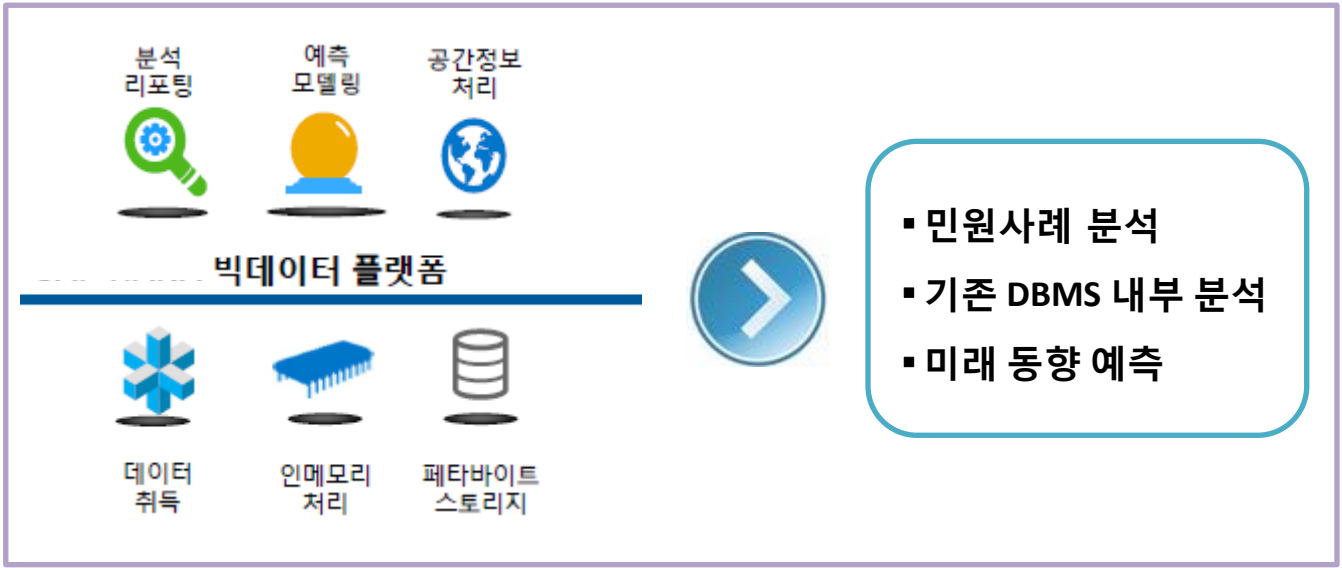 분석
리포팅
예측
모델링
공간정보
처리
빅데이터 플랫폼
데이터
취득
인메모리
처리
페타바이트
스토리지
▪ 민원사례 분석
▪ 기존 DBMS 내부 분석
▪ 미래 동향 예측